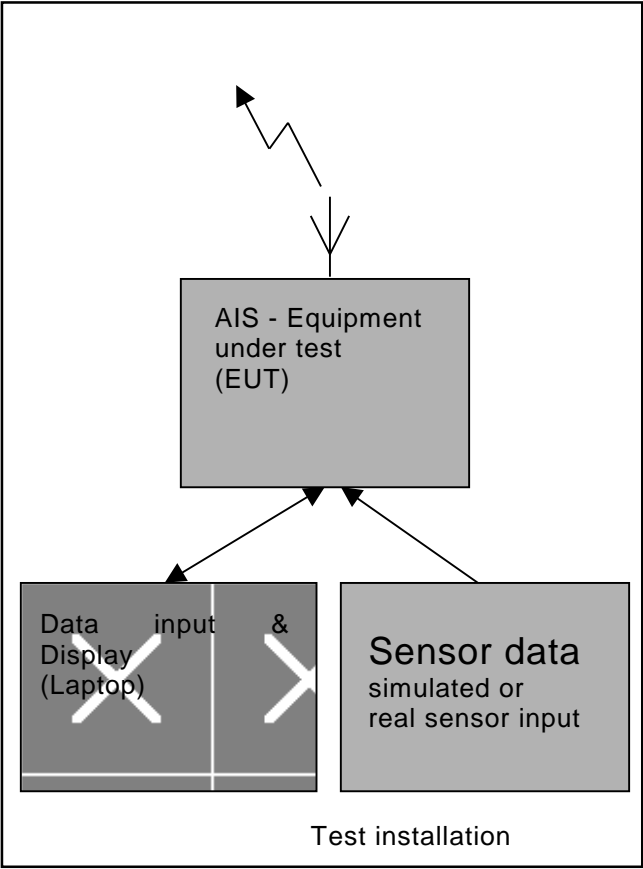 AIS - Equipment
under test
(EUT)
Data input &
Display
(Laptop)
Sensor data
simulated or
real sensor input
Test installation